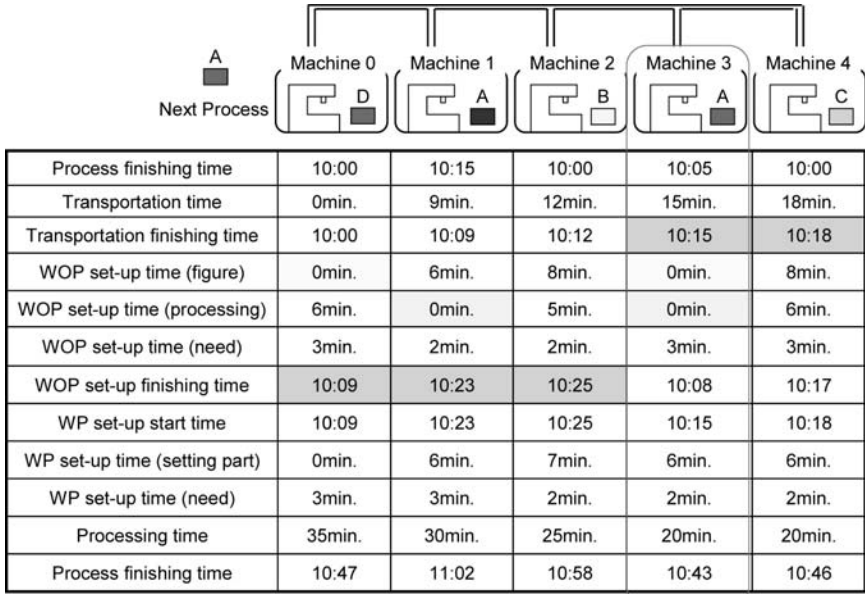 A
Next Process
Machine 0 Machine 1 Machine 2 Machine 3 Machine 4
D A B A C
Process finishing time 10:00 10:15 10:00 10:05 10:00
Transportation time 0min. 9min. 12min. 15min. 18min.
Transportation finishing time 10:00 10:09 10:12 10:15 10:18
WOP set-up time (figure) 0min. 6min. 8min. 0min. 8min.
WOP set-up time (processing) 6min. 0min. 5min. 0min. 6min.
WOP set-up time (need) 3min. 2min. 2min. 3min. 3min.
WOP set-up finishing time 10:09 10:23 10:25 10:08 10:17
WP set-up start time 10:09 10:23 10:25 10:15 10:18
WP set-up time (setting part) 0min. 6min. 7min. 6min. 6min.
WP set-up time (need) 3min. 3min. 2min. 2min. 2min.
Processing time 35min. 30min. 25min. 20min. 20min.
Process finishing time 10:47 11:02 10:58 10:43 10:46